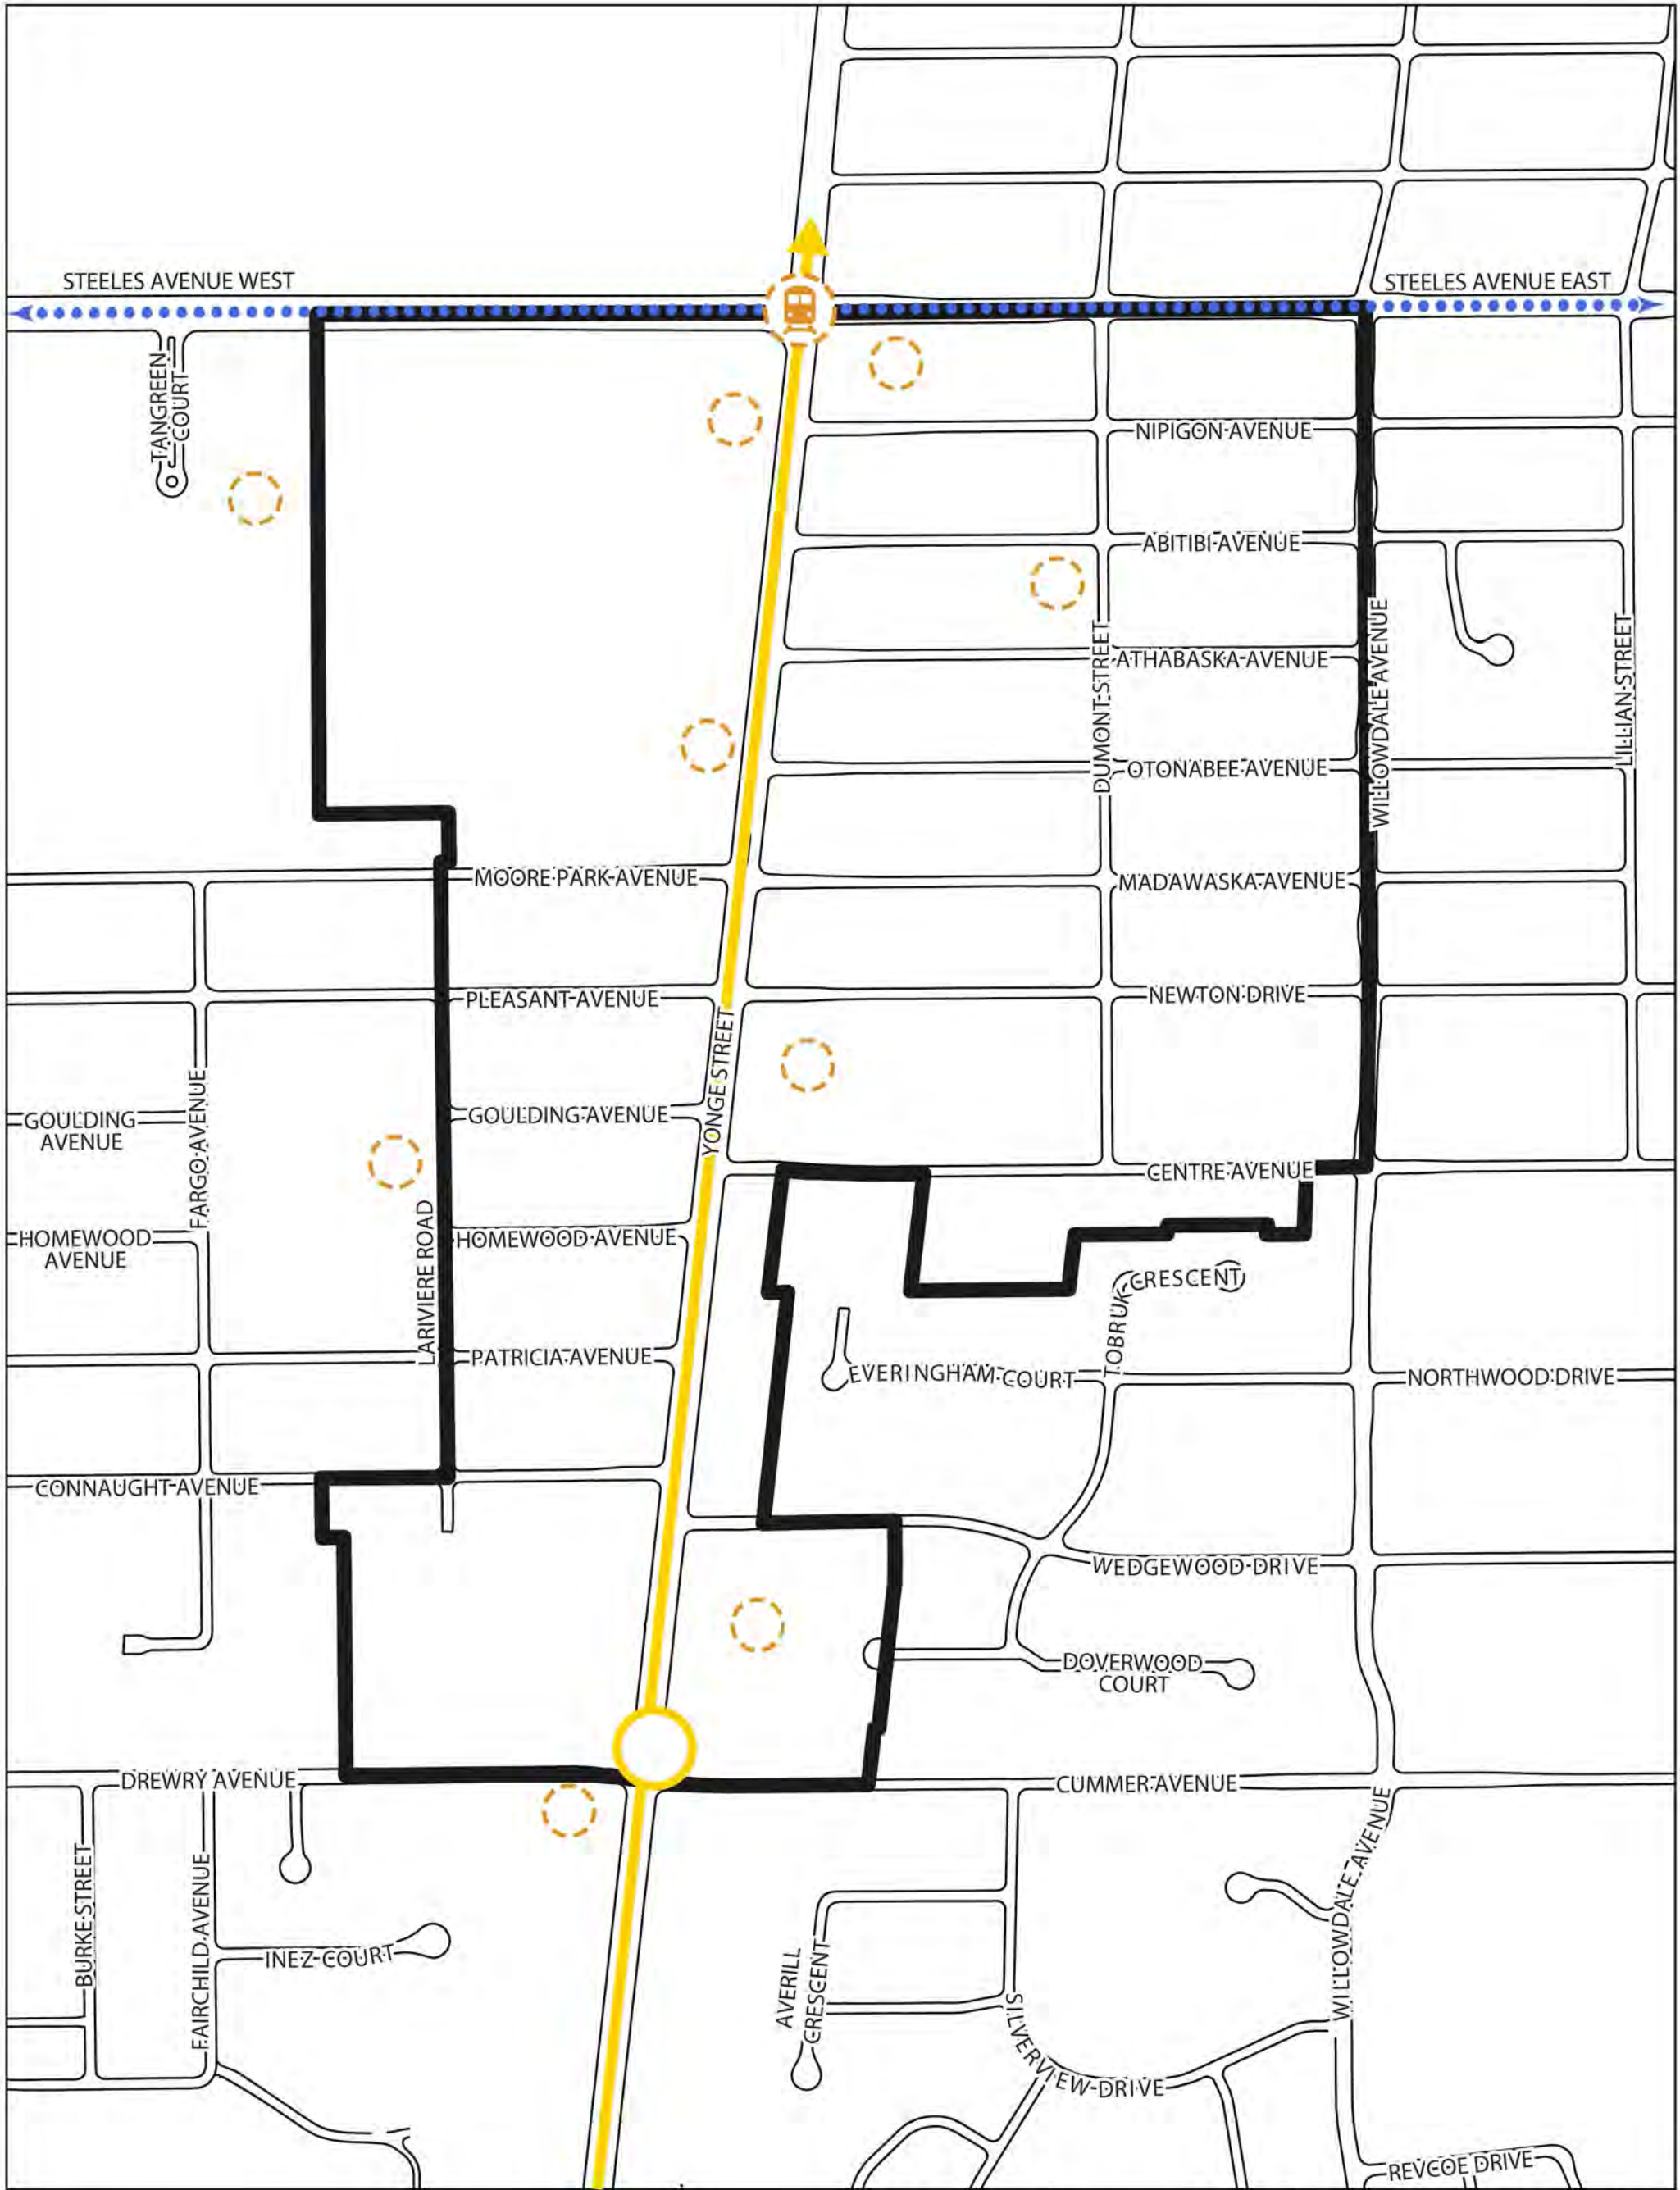 STEELES AVENUE WEST
STEELES AVENUE EAST
TANGREEN
COURT
NIPIGON AVENUE
ABITIBI AVENUE
DUMONT STREET
ATHABASKA AVENUE
WILLOWDALE AVENUE
LILLIAN STREET
OTONABEE AVENUE
MOORE PARK AVENUE
MADAWASKA AVENUE
PLEASANT AVENUE
NEWTON DRIVE
YONGE STREET
FARGO AVENUE
GOULDING
AVENUE
GOULDING AVENUE
CENTRE AVENUE
LARIVIERE ROAD
HOMEWOOD
AVENUE
HOMEWOOD AVENUE
TOBRUK
CRESCENT
PATRICIA AVENUE
EVERINGHAM COURT
NORTHWOOD DRIVE
CONNAUGHT AVENUE
WEDGEWOOD DRIVE
DOVERWOOD
COURT
DREWRY AVENUE
CUMMER AVENUE
BURKE STREET
FAIRCHILD AVENUE
INEZ COURT
AVERILL
CRESCENT
WILLOWDALE AVENUE
SILVERVIEW DRIVE
REVCOE DRIVE